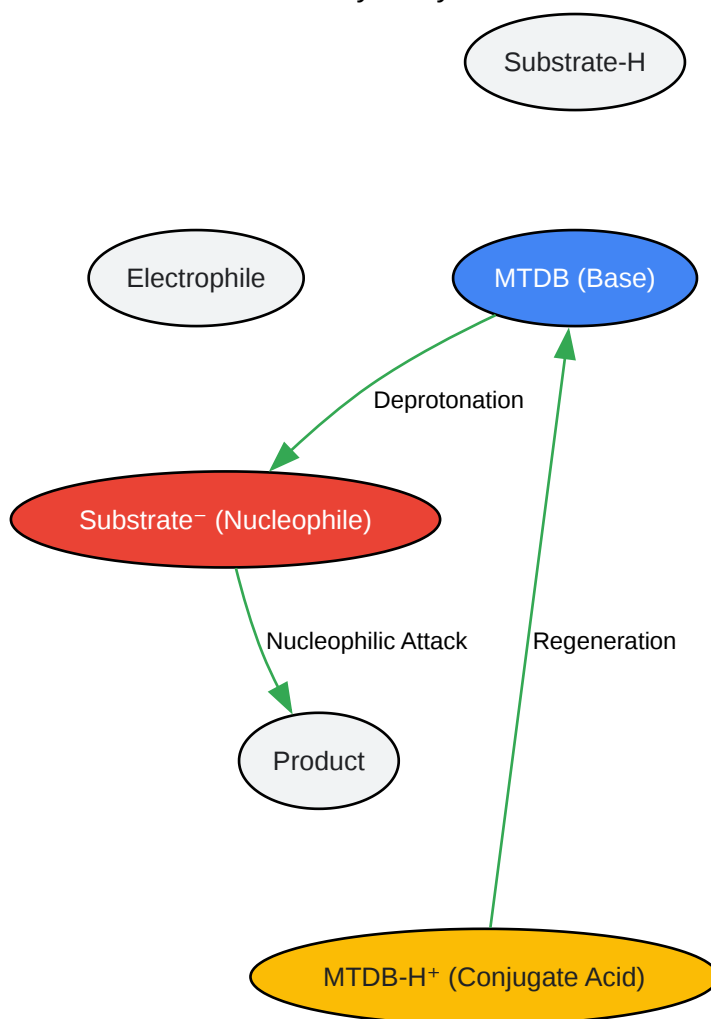 Substrate-H
Electrophile
MTDB (Base)
Deprotonation
Substrate⁻ (Nucleophile)
Nucleophilic Attack
Regeneration
Product
MTDB-H⁺ (Conjugate Acid)